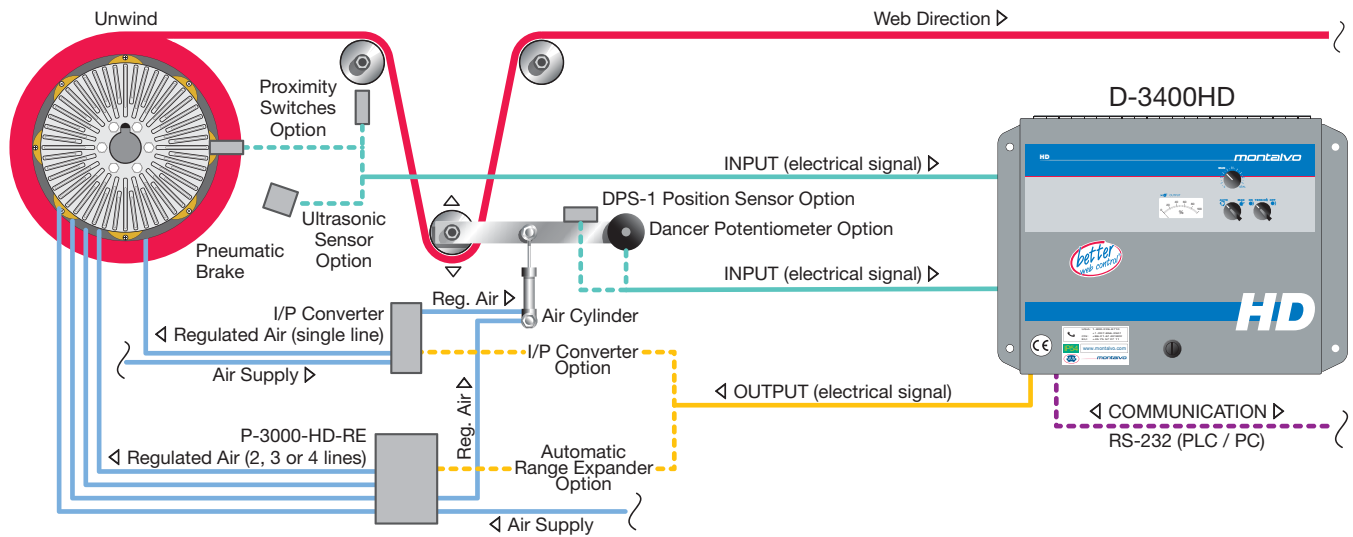 Unwind
Web Direction ▷
Proximity
Switches
Option
D-3400HD
HD
montalvo
INPUT (electrical signal) ▷
DPS-1 Position Sensor Option
Ultrasonic
Sensor
Option
Dancer Potentiometer Option
Pneumatic
Brake
better
web control
INPUT (electrical signal) ▷
Reg. Air ▷
I/P Converter
◁ Regulated Air (single line)
Air Cylinder
HD
I/P Converter
Option
Air Supply ▷
CE
IP54
www.montalvo.com
montalvo
Reg. Air ▷
◁ OUTPUT (electrical signal)
◁ COMMUNICATION ▷
RS-232 (PLC / PC)
P-3000-HD-RE
◁ Regulated Air (2, 3 or 4 lines)
Automatic
Range Expander
Option
◁ Air Supply